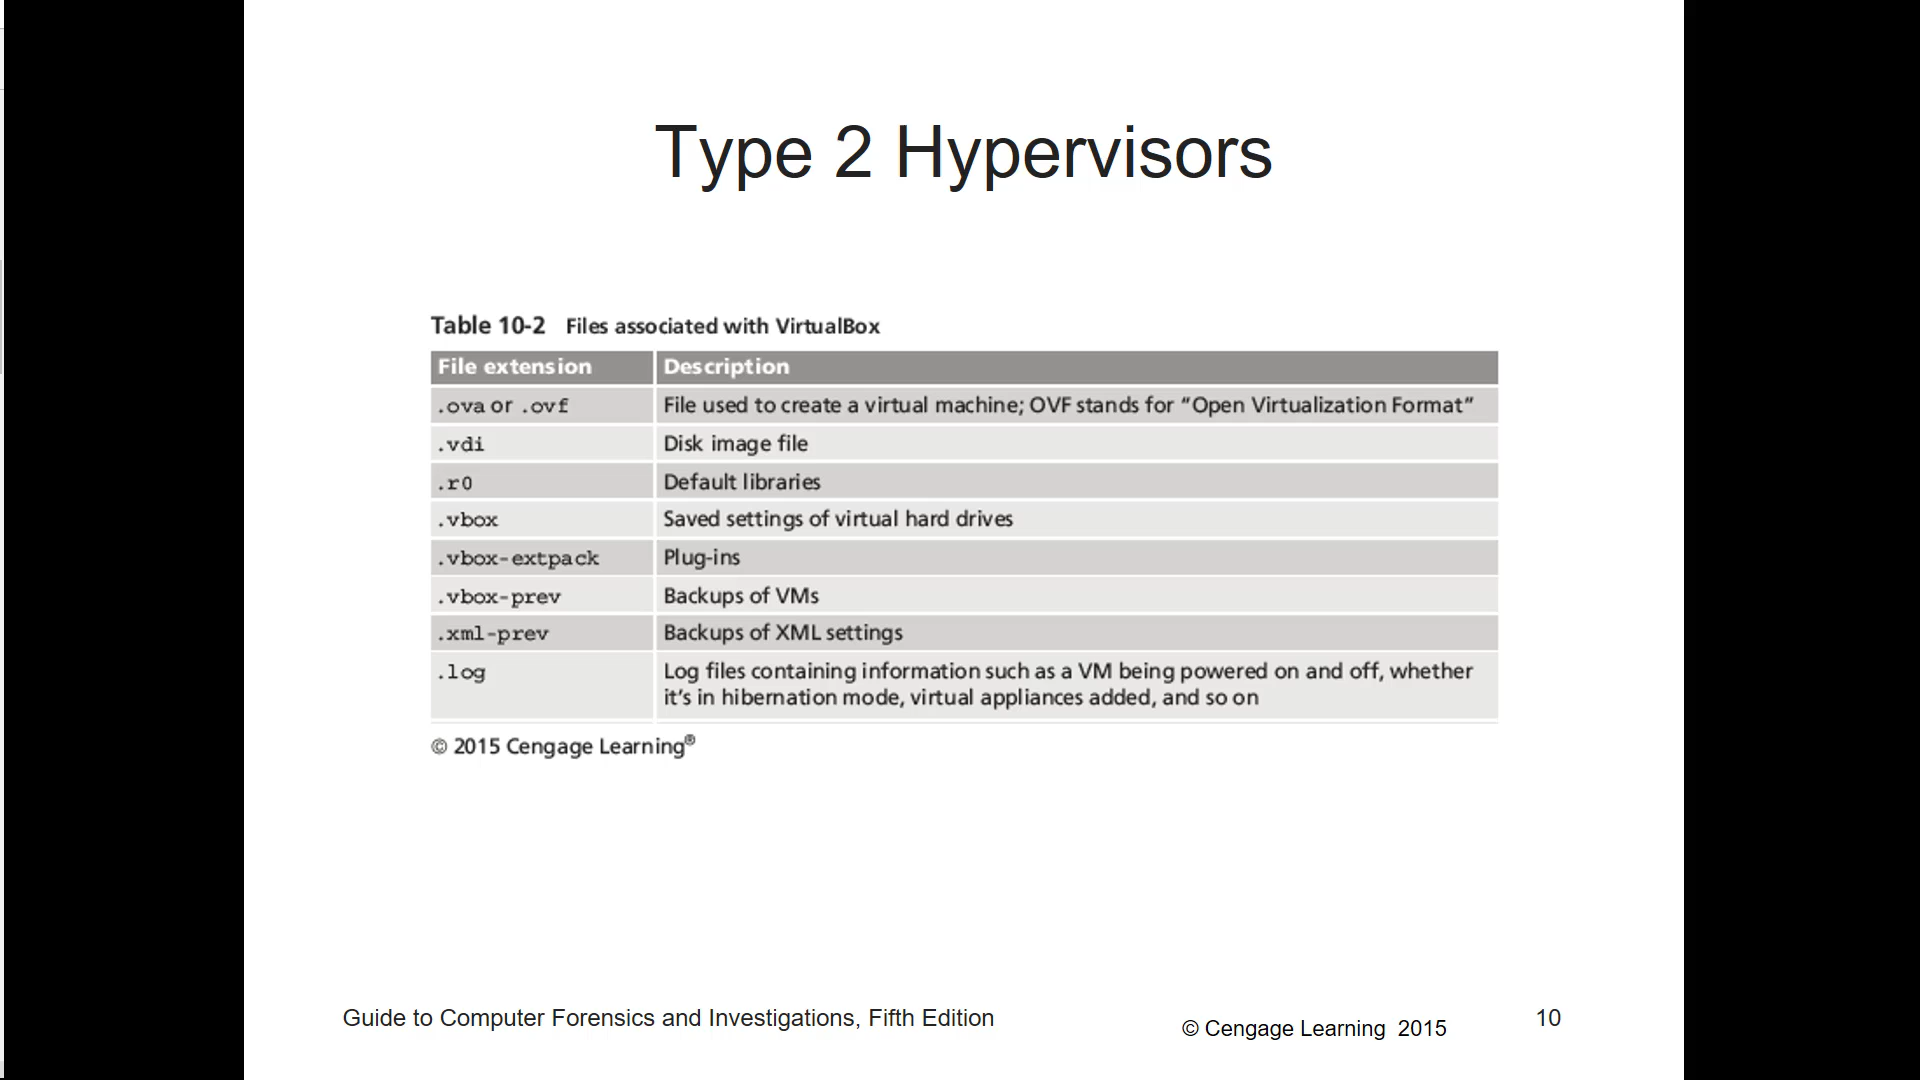 Type 2 Hypervisors
Table 10-2 Files associated with VirtualBox
File extension Description
.ova or .ovf File used to create a virtual machine; OVF stands for “Open Virtualization Format”
.vdi Disk image file
.r0 Default libraries
.vbox Saved settings of virtual hard drives
.vbox-extpack Plug-ins
.vbox-prev Backups of VMs
.xml-prev Backups of XML settings
.log Log files containing information such as a VM being powered on and off, whether
it’s in hibernation mode, virtual appliances added, and so on
© 2015 Cengage Learning®
Guide to Computer Forensics and Investigations, Fifth Edition
© Cengage Learning 2015
10